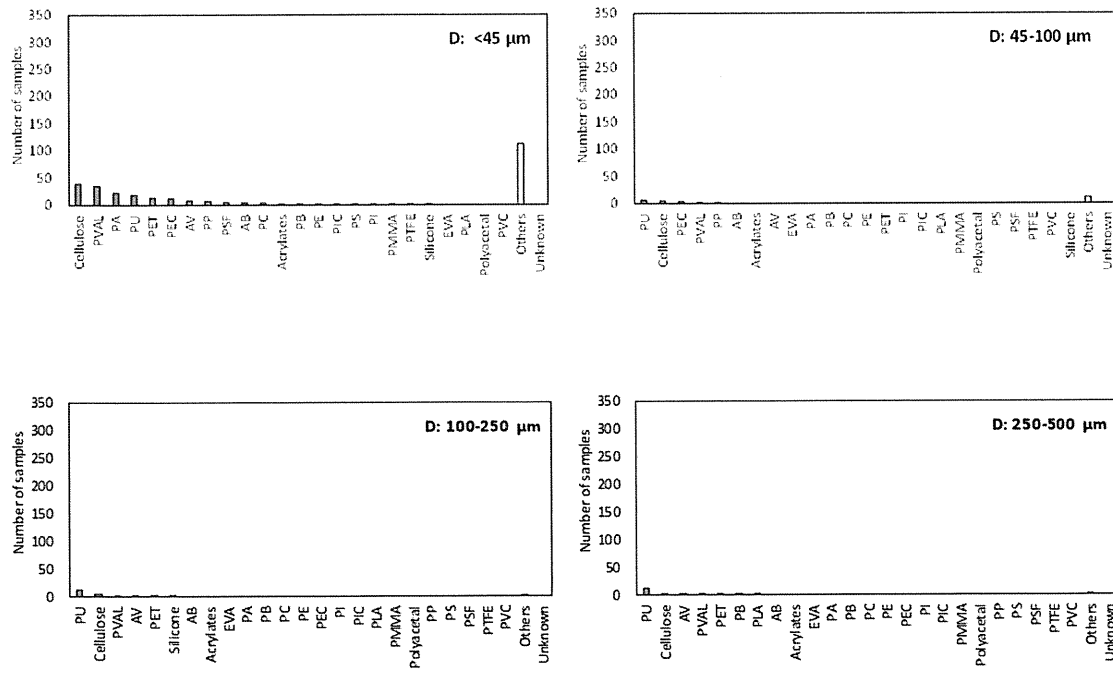 D: <45 µm
Number of samples
350
300
250
200
150
100
50
0
Cellulose
PVAL
PA
PU
PET
PEC
AV
PP
PSF
AB
PC
Acrylates
PB
PE
PIC
PS
PI
PMMA
PTFE
Silicone
EVA
PLA
Polyacetal
PVC
Others
Unknown
D: 45-100 µm
Number of samples
350
300
250
200
150
100
50
0
PU
Cellulose
PEC
PVAL
PP
AB
Acrylates
AV
EVA
PA
PB
PC
PE
PET
PI
PIC
PLA
PMMA
Polyacetal
PS
PSF
PTFE
PVC
Silicone
Others
Unknown
D: 100-250 µm
Number of samples
350
300
250
200
150
100
50
0
PU
Cellulose
PVAL
AV
PET
Silicone
AB
Acrylates
EVA
PA
PB
PC
PE
PEC
PI
PIC
PLA
PMMA
Polyacetal
PP
PS
PSF
PTFE
PVC
Others
Unknown
D: 250-500 µm
Number of samples
350
300
250
200
150
100
50
0
PU
Cellulose
AV
PVAL
PET
PB
PLA
AB
Acrylates
EVA
PA
PB
PC
PE
PEC
PI
PIC
PMMA
Polyacetal
PP
PS
PSF
PTFE
PVC
Others
Unknown